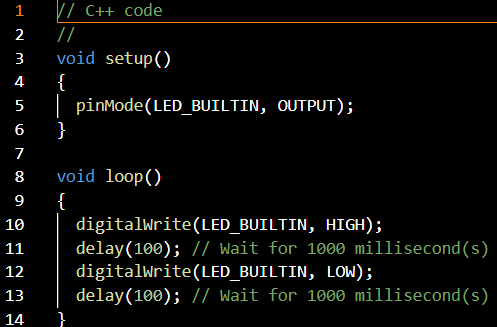 1 // C++ code
2 //
3 void setup()
4 {
5 pinMode(LED_BUILTIN, OUTPUT);
6 }
7
8 void loop()
9 {
10 digitalWrite(LED_BUILTIN, HIGH);
11 delay(100); // Wait for 1000 millisecond(s)
12 digitalWrite(LED_BUILTIN, LOW);
13 delay(100); // Wait for 1000 millisecond(s)
14 }